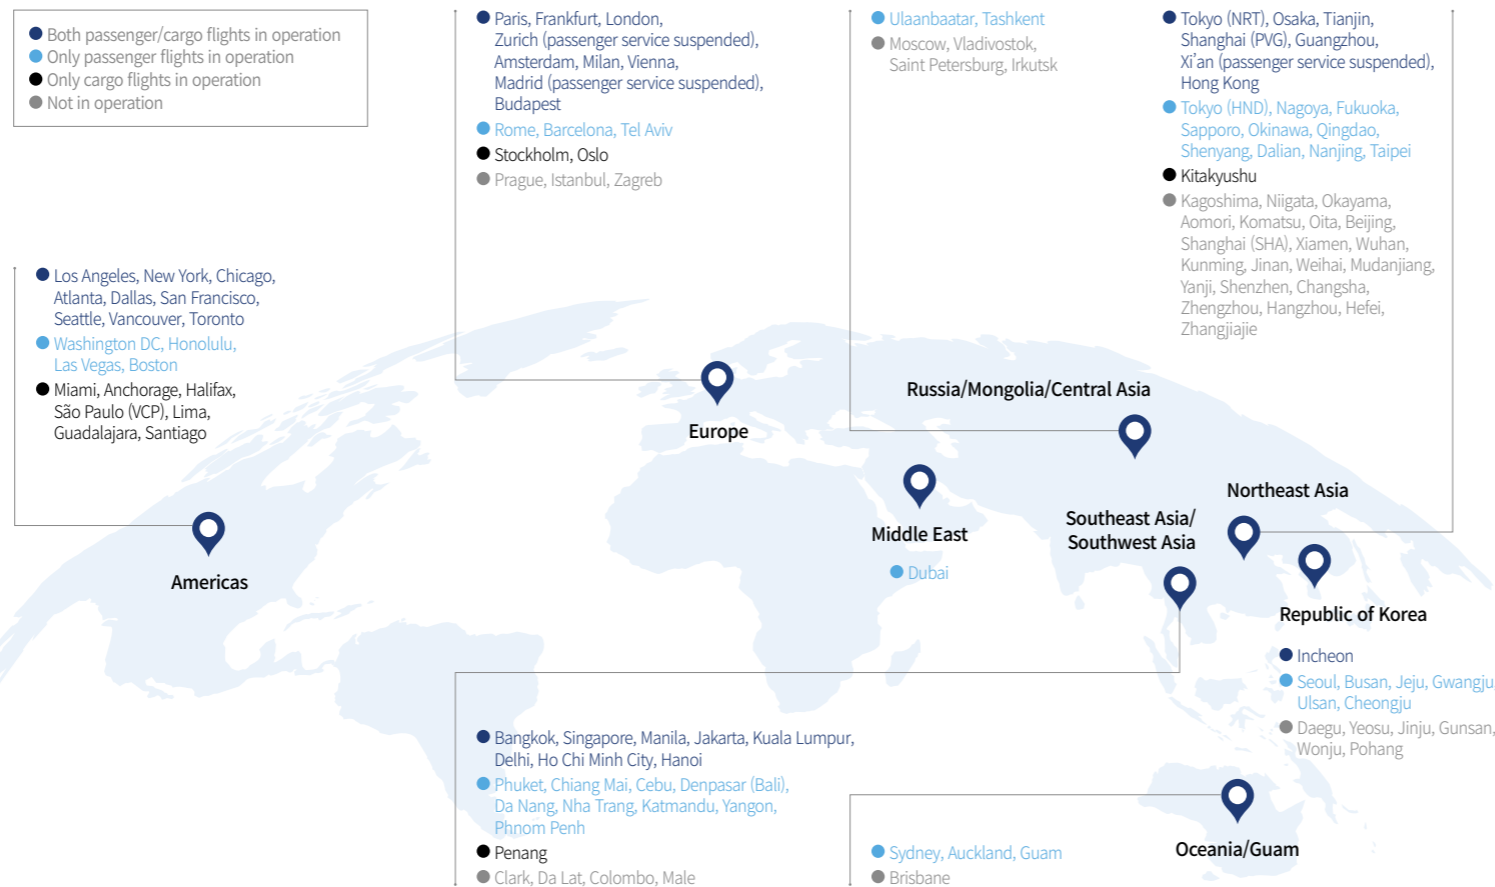 Both passenger/cargo flights in operation
Only passenger flights in operation
Only cargo flights in operation
Not in operation
Los Angeles, New York, Chicago,
Atlanta, Dallas, San Francisco,
Seattle, Vancouver, Toronto
Washington DC, Honolulu,
Las Vegas, Boston
Miami, Anchorage, Halifax,
São Paulo (VCP), Lima,
Guadalajara, Santiago
Americas
Paris, Frankfurt, London,
Zurich (passenger service suspended),
Amsterdam, Milan, Vienna,
Madrid (passenger service suspended),
Budapest
Rome, Barcelona, Tel Aviv
Stockholm, Oslo
Prague, Istanbul, Zagreb
Europe
Ulaanbaatar, Tashkent
Moscow, Vladivostok,
Saint Petersburg, Irkutsk
Russia/Mongolia/Central Asia
Tokyo (NRT), Osaka, Tianjin,
Shanghai (PVG), Guangzhou,
Xi'an (passenger service suspended),
Hong Kong
Tokyo (HND), Nagoya, Fukuoka,
Sapporo, Okinawa, Qingdao,
Shenyang, Dalian, Nanjing, Taipei
Kitakyushu
Kagoshima, Niigata, Okayama,
Aomori, Komatsu, Oita, Beijing,
Shanghai (SHA), Xiamen, Wuhan,
Kunming, Jinan, Weihai, Mudanjiang,
Yanji, Shenzhen, Changsha,
Zhengzhou, Hangzhou, Hefei,
Zhangjiajie
Northeast Asia
Middle East
Dubai
Southeast Asia/
Southwest Asia
Bangkok, Singapore, Manila, Jakarta, Kuala Lumpur,
Delhi, Ho Chi Minh City, Hanoi
Phuket, Chiang Mai, Cebu, Denpasar (Bali),
Da Nang, Nha Trang, Katmandu, Yangon,
Phnom Penh
Penang
Clark, Da Lat, Colombo, Male
Republic of Korea
Incheon
Seoul, Busan, Jeju, Gwangju
Ulsan, Cheongju
Daegu, Yeosu, Jinju, Gunsan,
Wonju, Pohang
Oceania/Guam
Sydney, Auckland, Guam
Brisbane